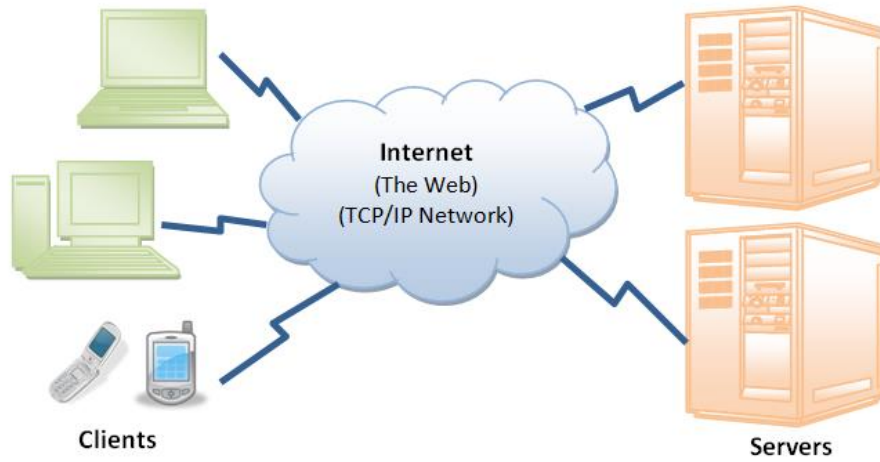 Internet
(The Web)
(TCP/IP Network)
Clients
Servers